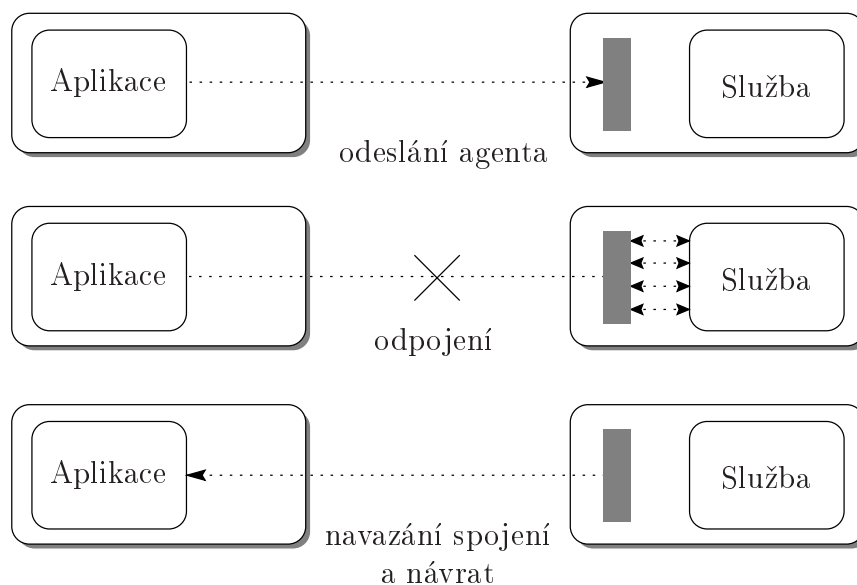 Aplikace
Služba
odeslání agenta
Aplikace
Služba
odpojení
Aplikace
Služba
navazání spojení
a návrat